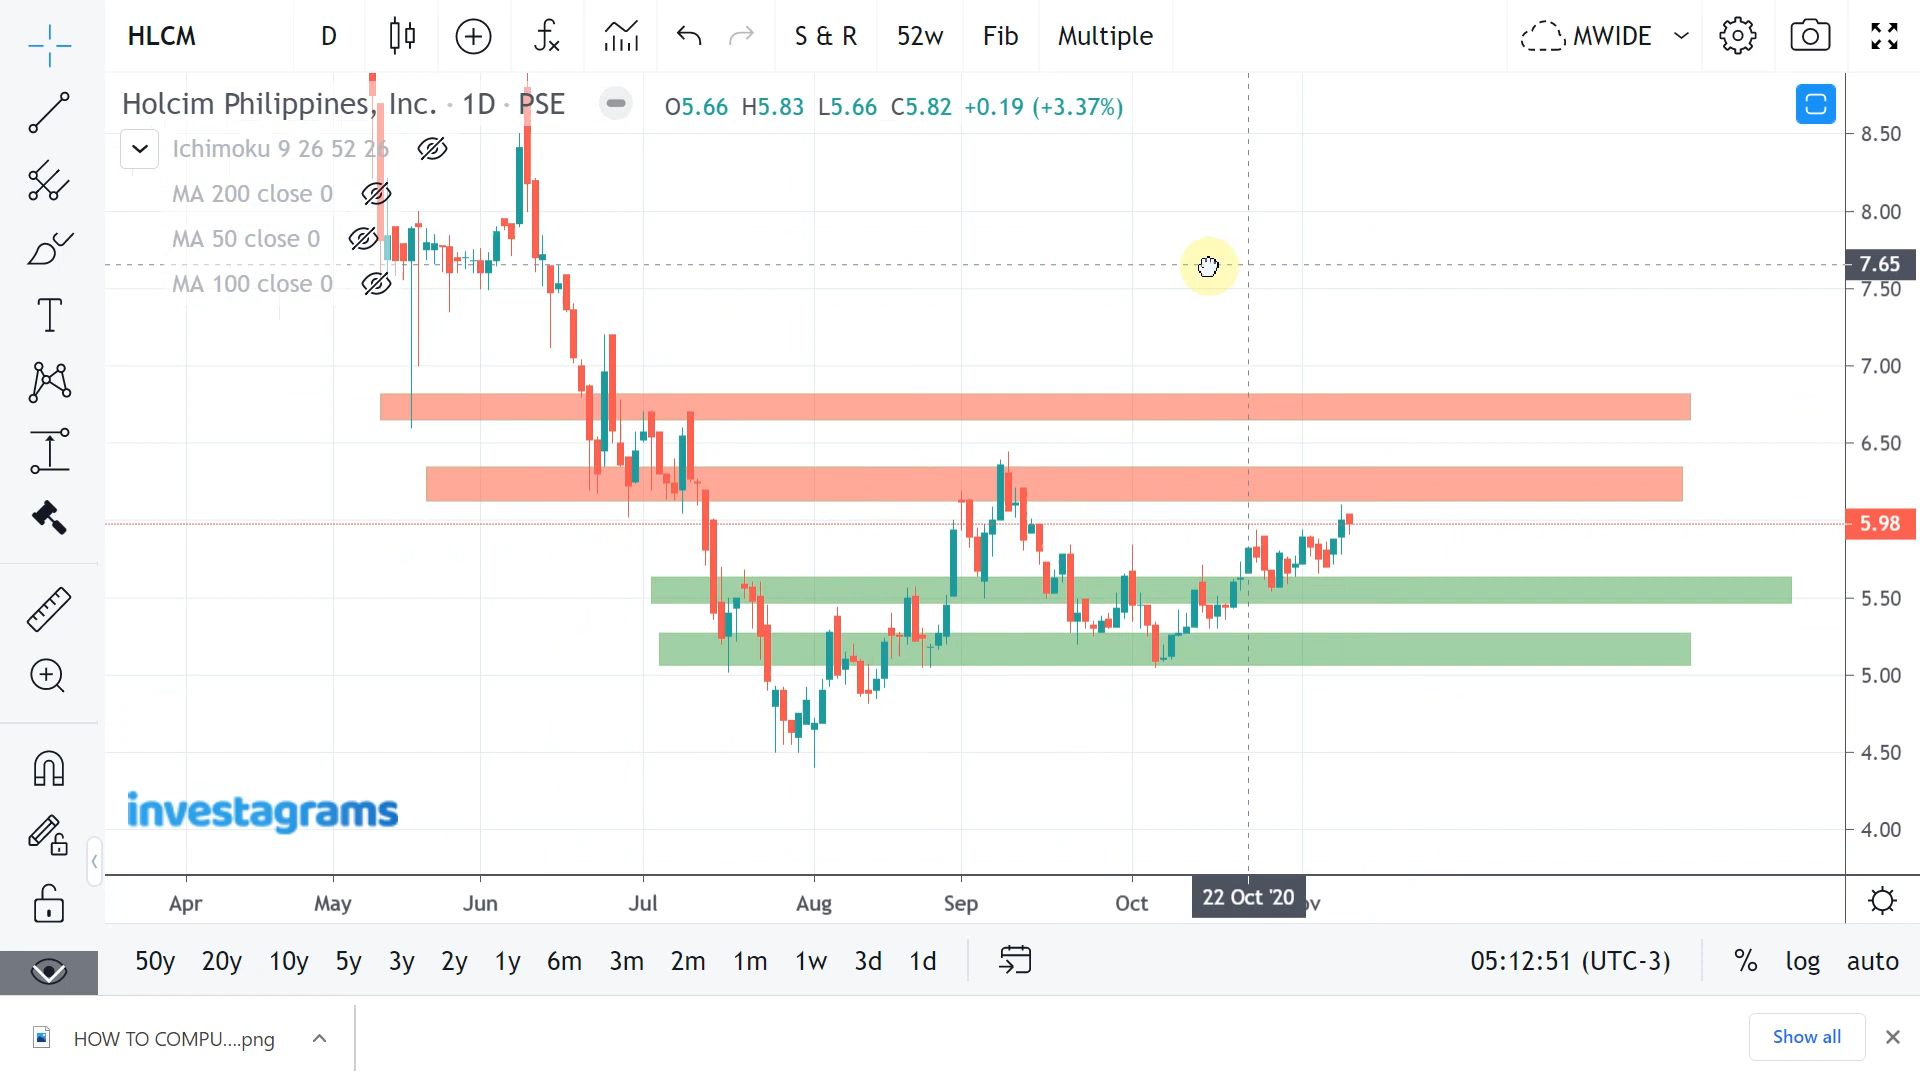 HLCM D S & R 52w Fib Multiple MWIDE
Holcim Philippines, Inc. · 1D · PSE O5.66 H5.83 L5.66 C5.82 +0.19 (+3.37%)
Ichimoku 9 26 52 26
MA 200 close 0
MA 50 close 0
MA 100 close 0
8.50
8.00
7.65
7.50
7.00
6.50
5.98
5.50
5.00
4.50
4.00
investagrams
Apr May Jun Jul Aug Sep Oct 22 Oct '20 ov
50y 20y 10y 5y 3y 2y 1y 6m 3m 2m 1m 1w 3d 1d 05:12:51 (UTC-3) % log auto
HOW TO COMPU....png Show all